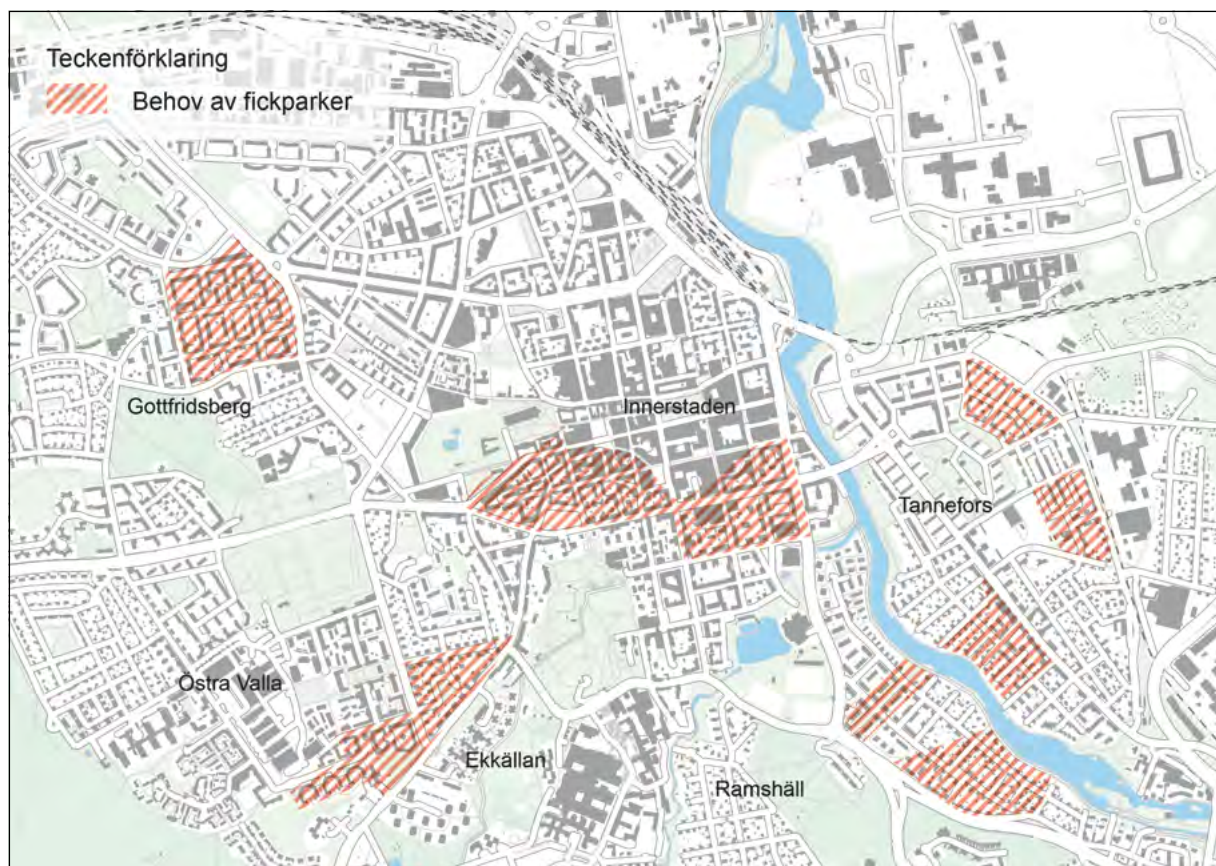 Teckenförklaring
Behov av fickparker
Gottfridsberg
Innerstaden
Tannefors
Östra Valla
Ekkällan
Ramshäll